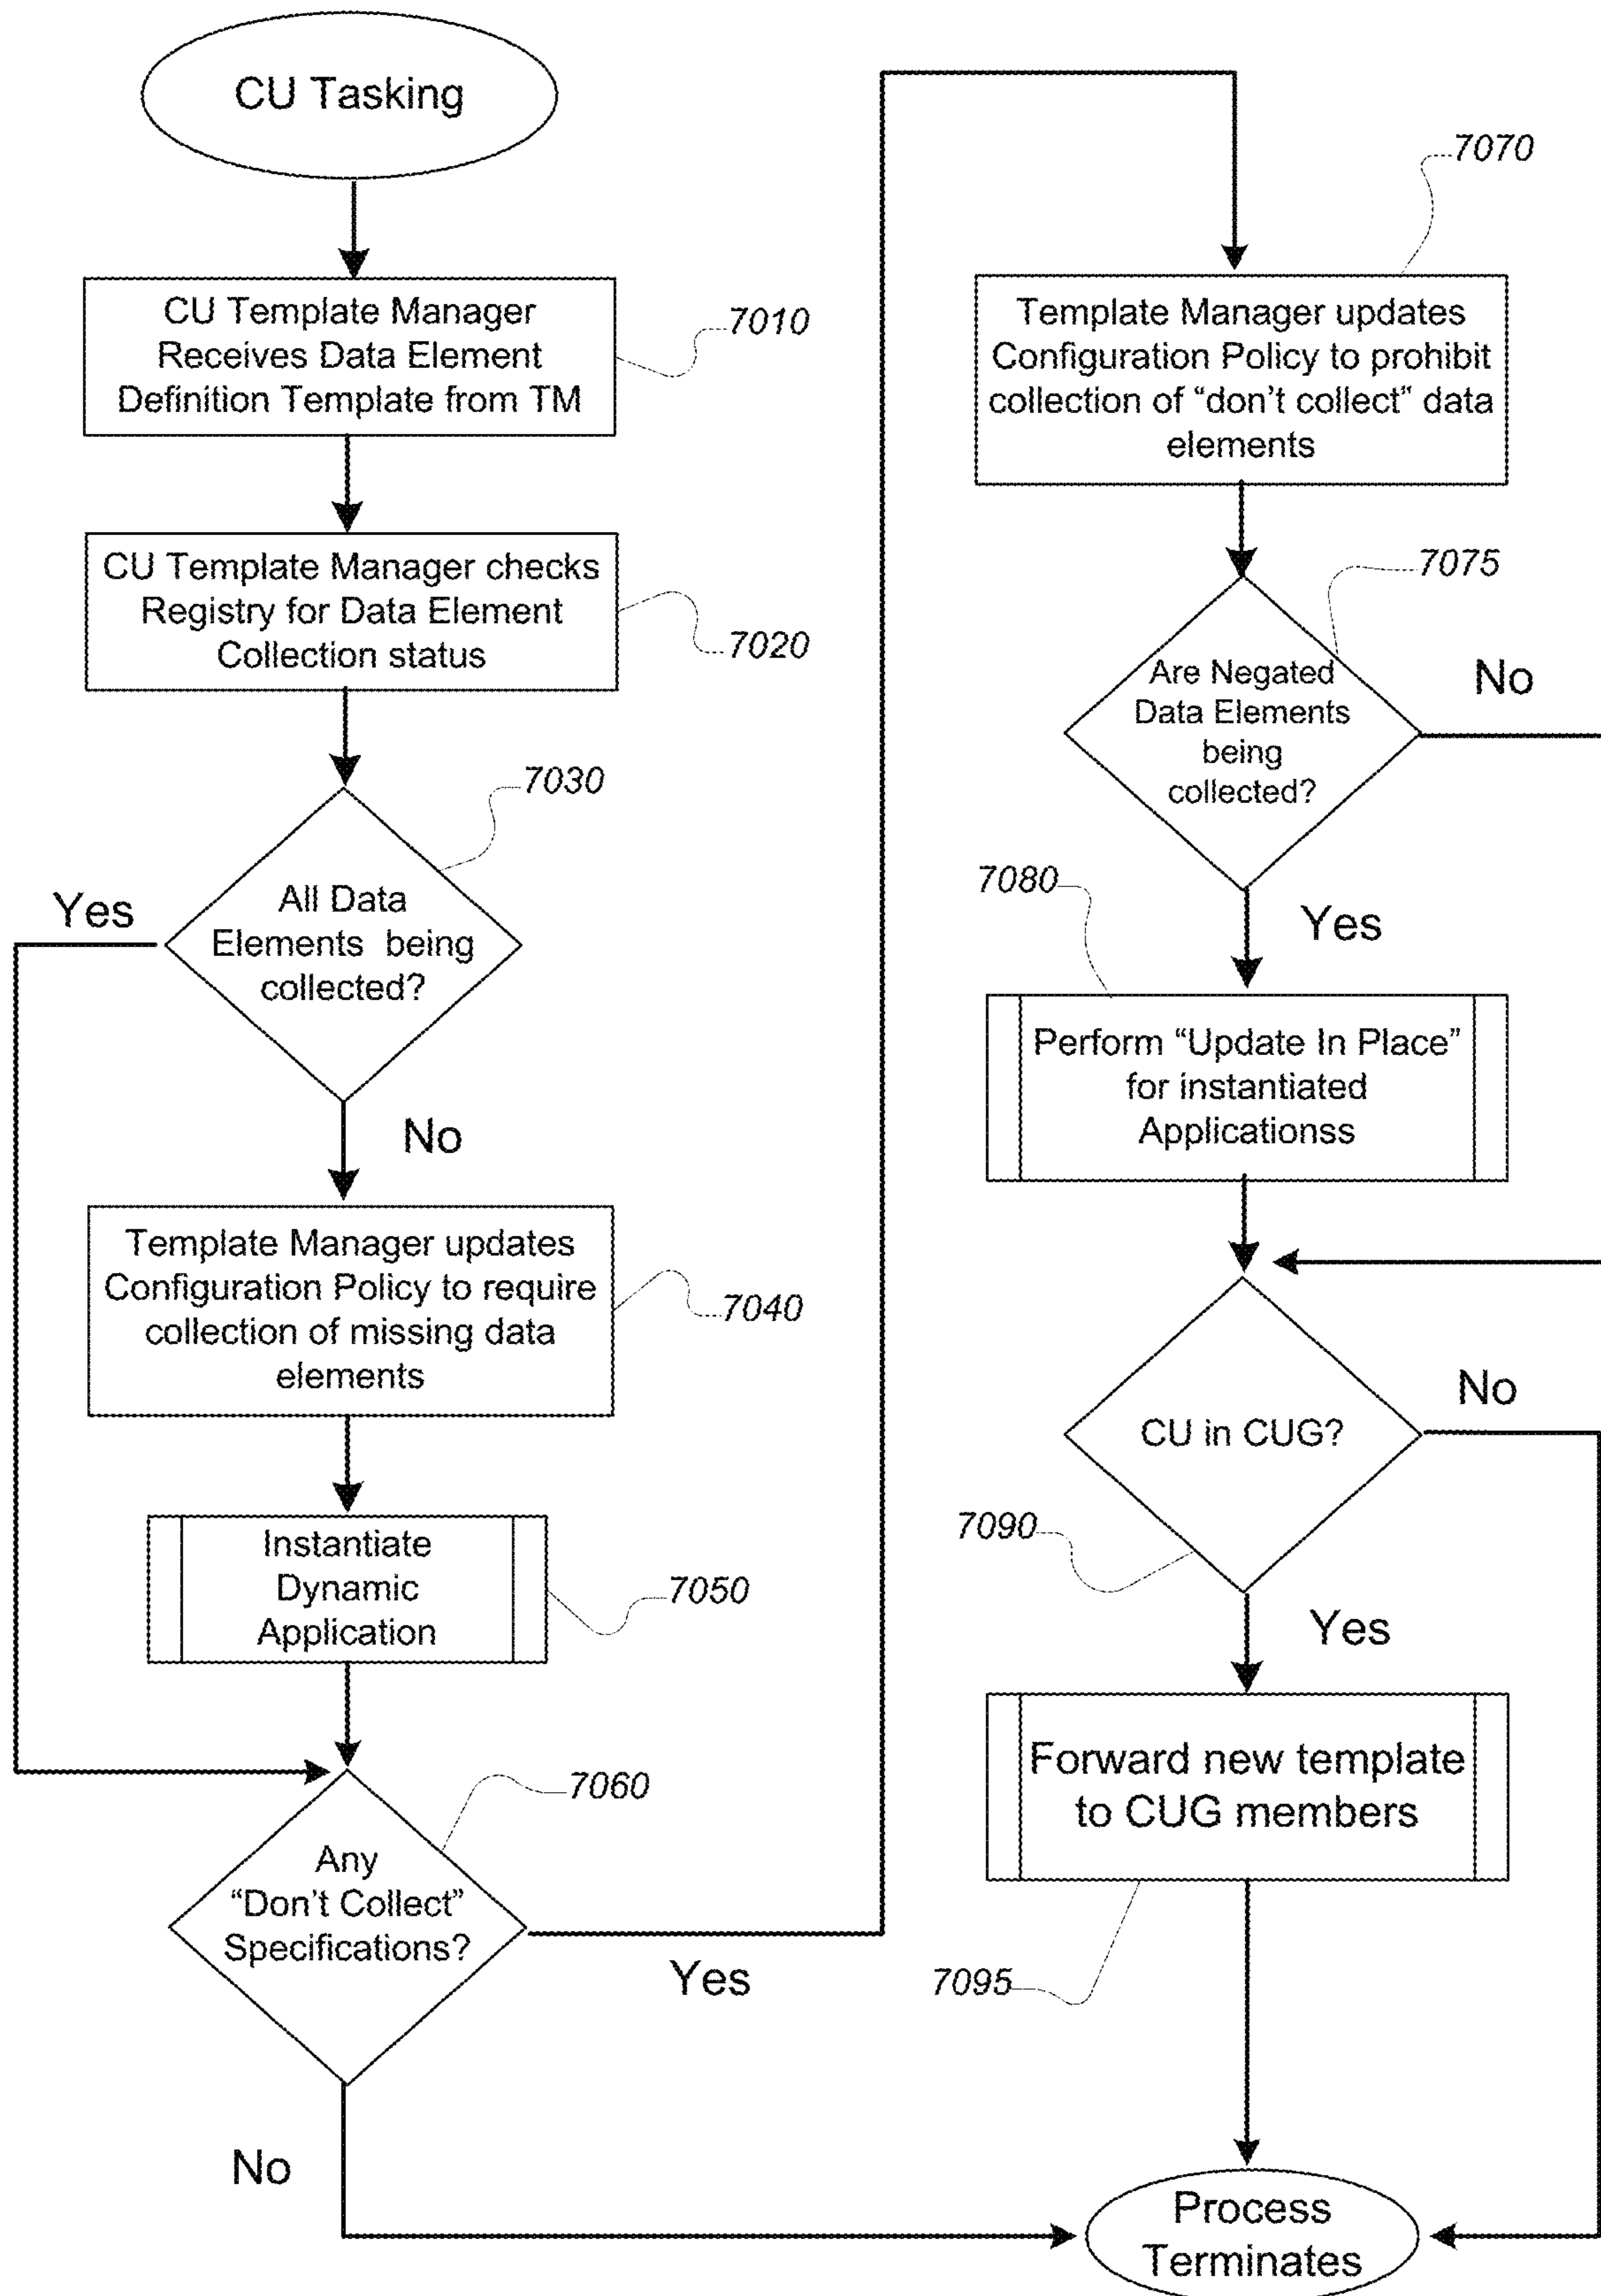 CU Tasking
CU Template Manager
Receives Data Element
Definition Template from TM
7010
CU Template Manager checks
Registry for Data Element
Collection status
7020
7030
All Data
Elements being
collected?
Yes
No
Template Manager updates
Configuration Policy to require
collection of missing data
elements
7040
Instantiate
Dynamic
Application
7050
7060
Any
“Don’t Collect”
Specifications?
Yes
No
7070
Template Manager updates
Configuration Policy to prohibit
collection of “don’t collect” data
elements
7075
Are Negated
Data Elements
being
collected?
No
Yes
7080
Perform “Update In Place”
for instantiated
Applicationss
CU in CUG?
No
7090
Yes
Forward new template
to CUG members
7095
Process
Terminates